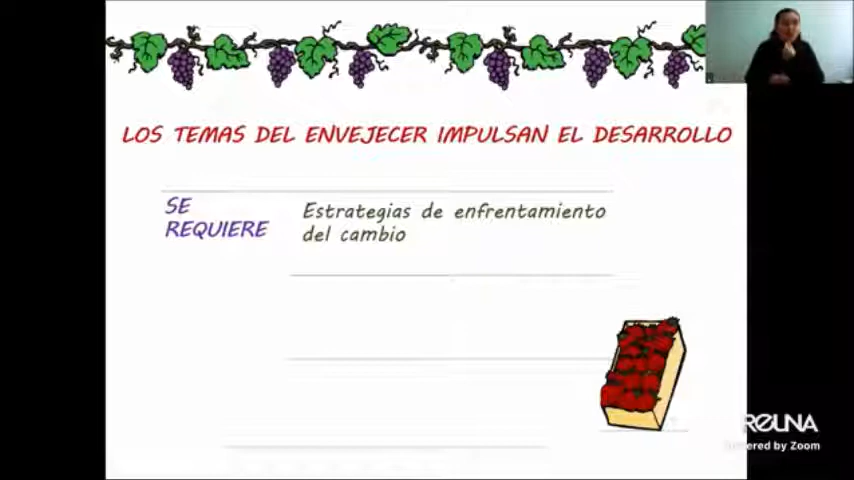 LOS TEMAS DEL ENVEJECER IMPULSAN EL DESARROLLO
SE
REQUIERE
Estrategias de enfrentamiento
del cambio
REUNA
Powered by Zoom